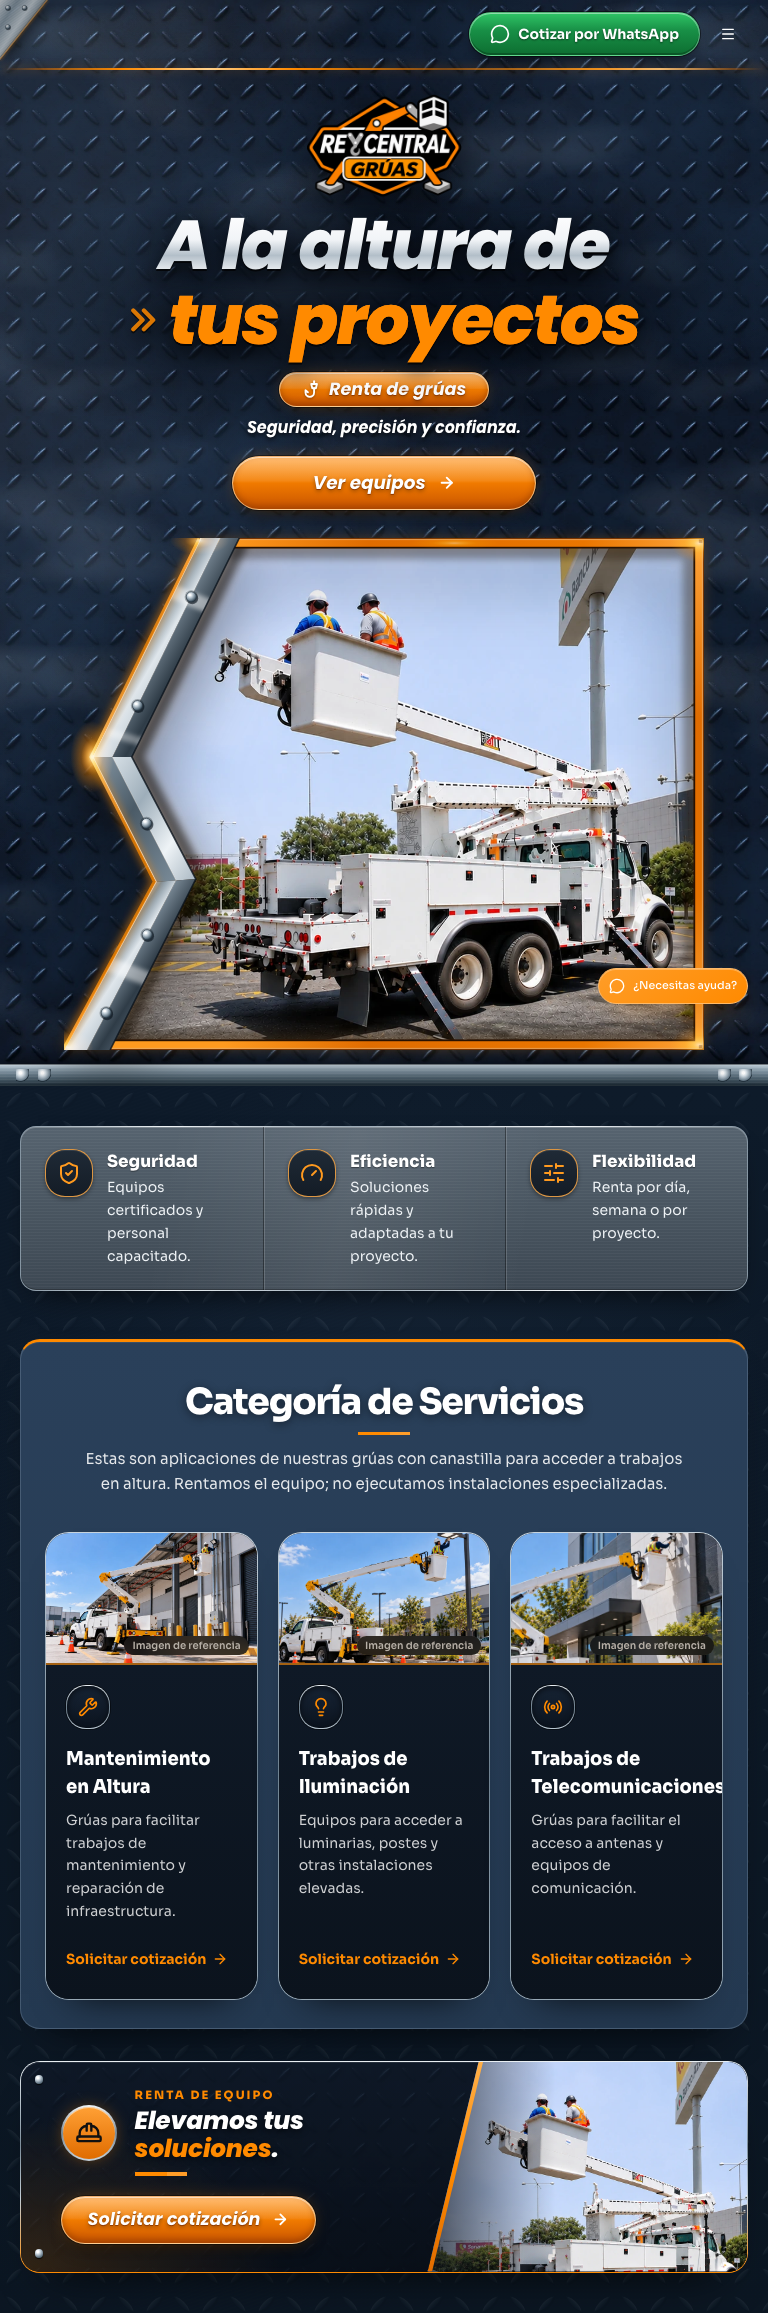 Cotizar por WhatsApp
REY CENTRAL
GRÚAS
A la altura de
tus proyectos
Renta de grúas
Seguridad, precisión y confianza.
Ver equipos
¿Necesitas ayuda?
Seguridad
Equipos
certificados y
personal
capacitado.
Eficiencia
Soluciones
rápidas y
adaptadas a tu
proyecto.
Flexibilidad
Renta por día,
semana o por
proyecto.
Categoría de Servicios
Estas son aplicaciones de nuestras grúas con canastilla para acceder a trabajos
en altura. Rentamos el equipo; no ejecutamos instalaciones especializadas.
Imagen de referencia
Mantenimiento
en Altura
Grúas para facilitar
trabajos de
mantenimiento y
reparación de
infraestructura.
Solicitar cotización
Imagen de referencia
Trabajos de
Iluminación
Equipos para acceder a
luminarias, postes y
otras instalaciones
elevadas.
Solicitar cotización
Imagen de referencia
Trabajos de
Telecomunicaciones
Grúas para facilitar el
acceso a antenas y
equipos de
comunicación.
Solicitar cotización
RENTA DE EQUIPO
Elevamos tus
soluciones.
Solicitar cotización